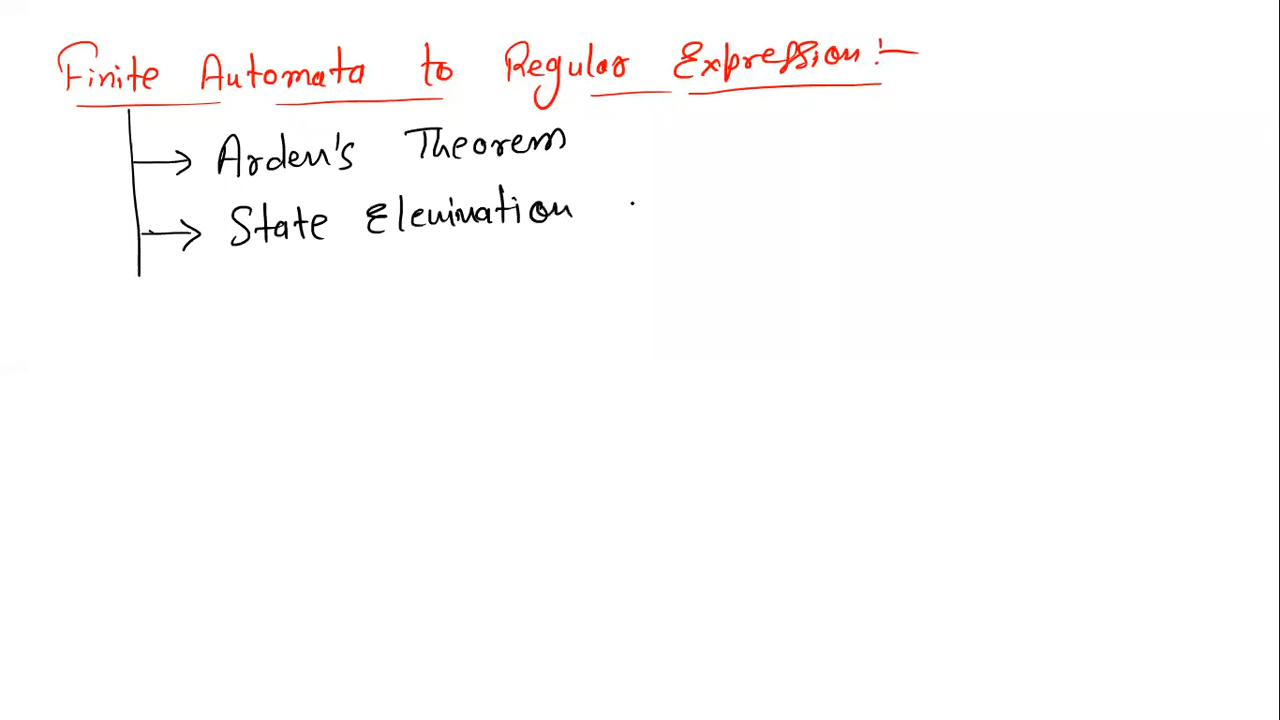 Finite Automata to Regular Expression :-
→ Arden's Theorem
→ State Elemination